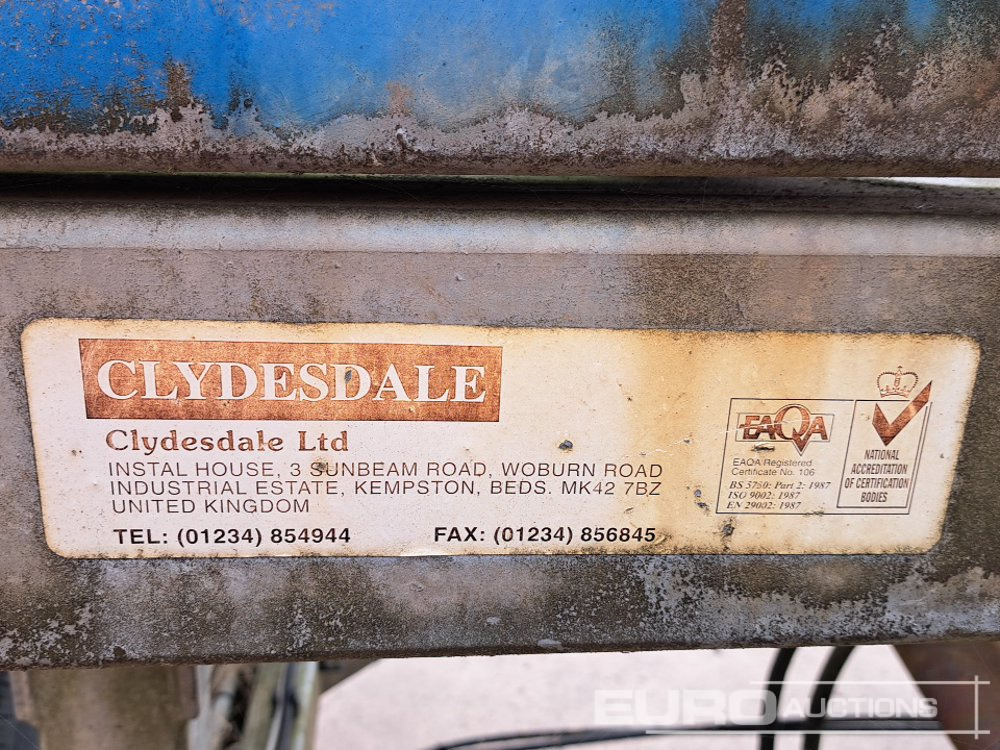 CLYDESDALE
Clydesdale Ltd
INSTAL HOUSE, 3 SUNBEAM ROAD, WOBURN ROAD
INDUSTRIAL ESTATE, KEMPSTON, BEDS. MK42 7BZ
UNITED KINGDOM
TEL: (01234) 854944 FAX: (01234) 856845
EAQA
EAQA Registered
Certificate No. 106
BS 5750: Part 2: 1987
ISO 9002: 1987
EN 29002: 1987
NATIONAL
ACCREDITATION
OF CERTIFICATION
BODIES
EURO AUCTIONS